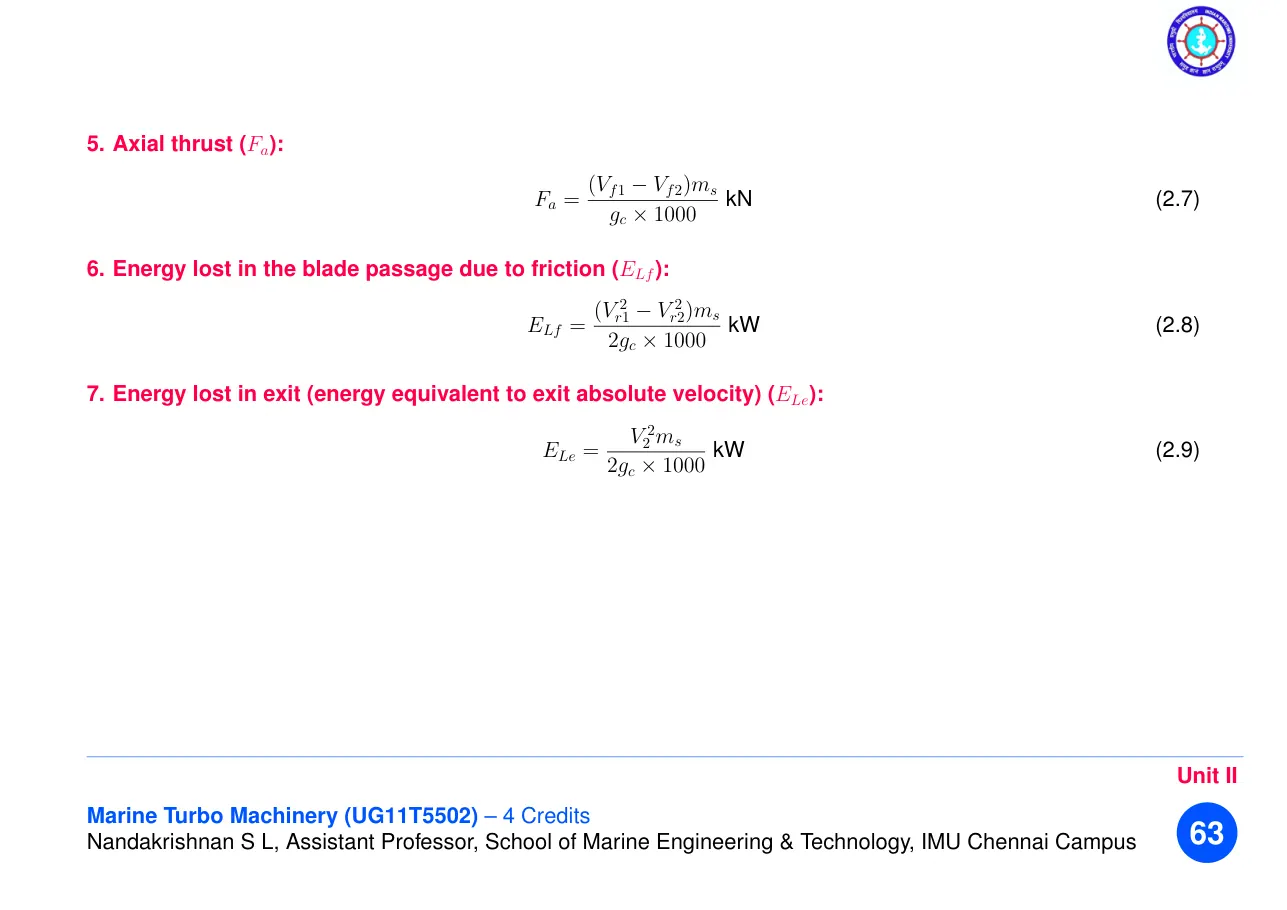 5. Axial thrust (F_a):
F_a = \frac{(V_{f1} − V_{f2})m_s}{g_c × 1000} kN (2.7)
6. Energy lost in the blade passage due to friction (E_{Lf}):
E_{Lf} = \frac{(V_{r1}^2 − V_{r2}^2)m_s}{2g_c × 1000} kW (2.8)
7. Energy lost in exit (energy equivalent to exit absolute velocity) (E_{Le}):
E_{Le} = \frac{V_2^2 m_s}{2g_c × 1000} kW (2.9)
Unit II
Marine Turbo Machinery (UG11T5502) – 4 Credits
Nandakrishnan S L, Assistant Professor, School of Marine Engineering & Technology, IMU Chennai Campus
63